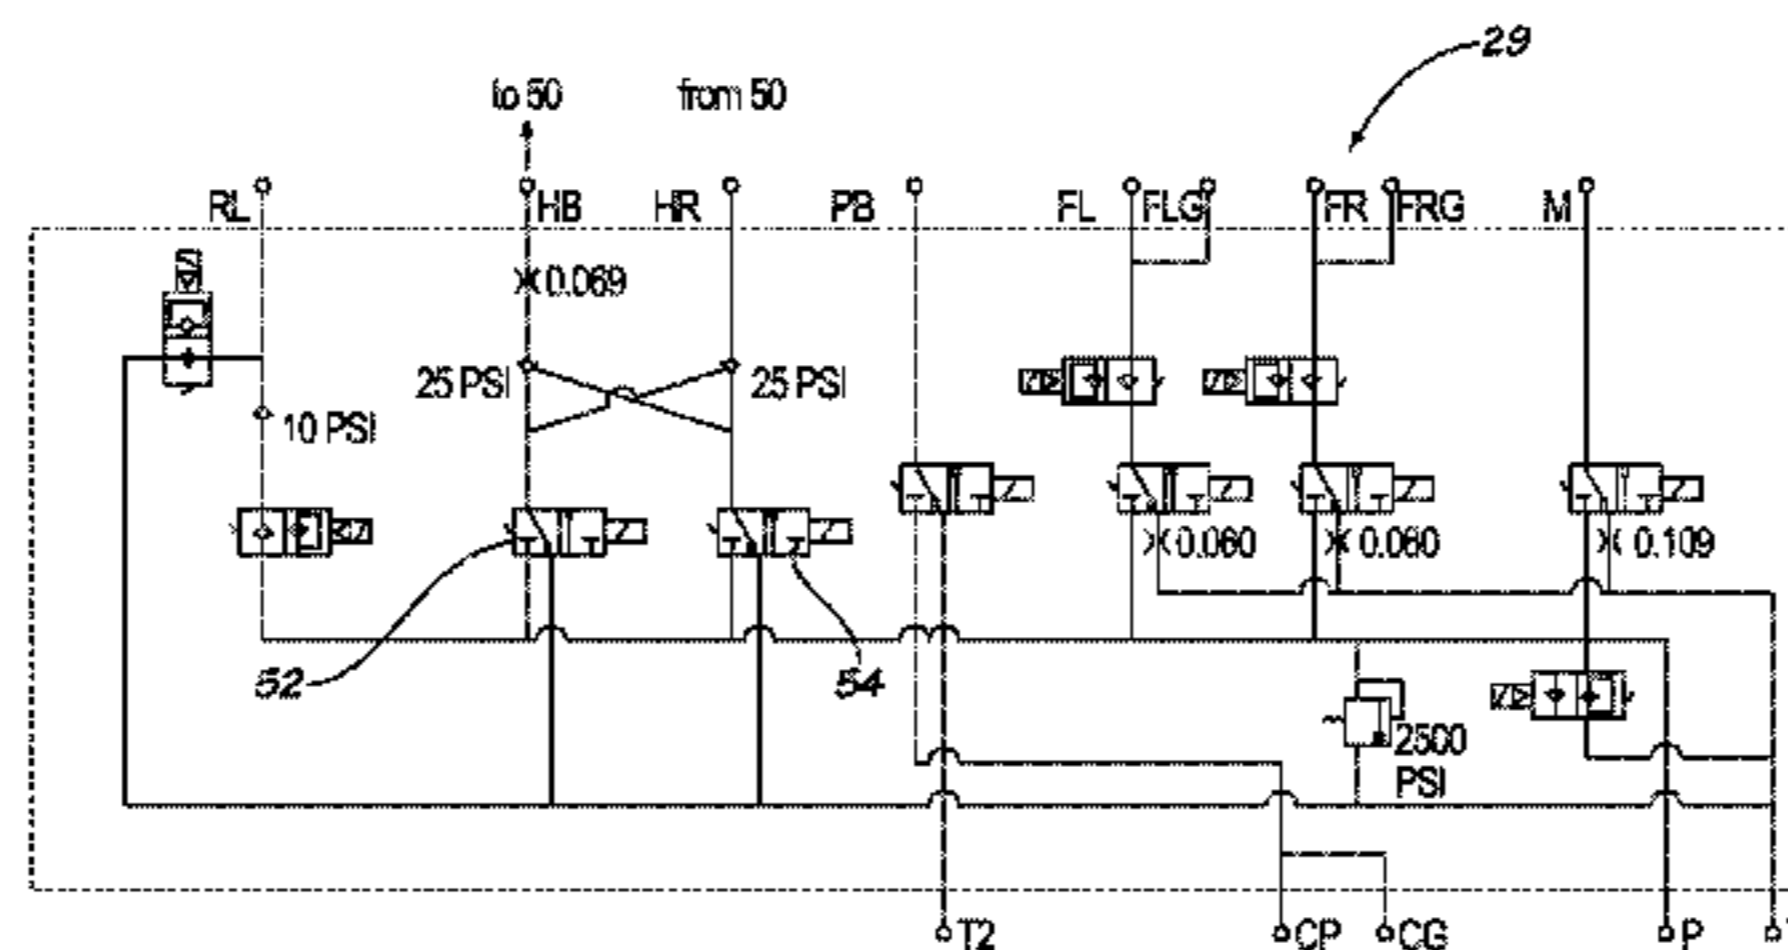 29
to 50 from 50
RL HB HR PB FL FLG FR FRG M
0.069
25 PSI 25 PSI
10 PSI
0.060 0.060 0.109
52 54
2500
PSI
T2 CP CG P